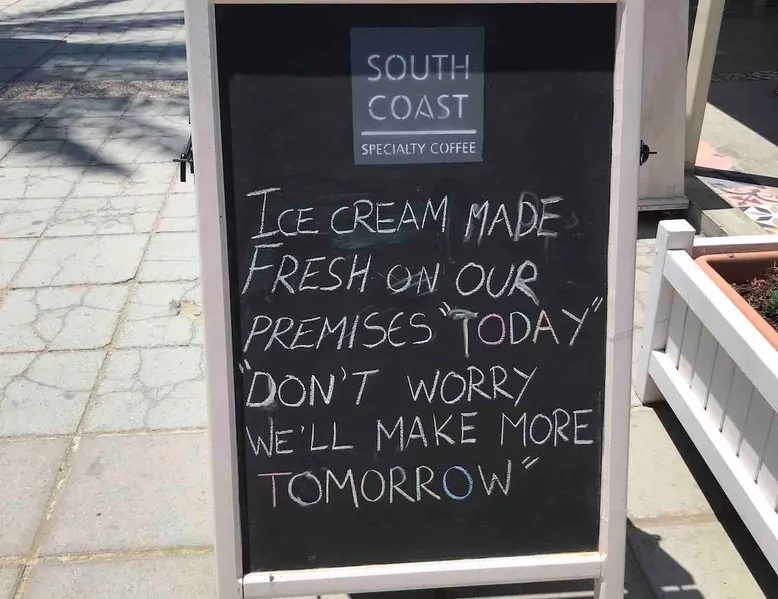 SOUTH
COAST
SPECIALTY COFFEE
ICE CREAM MADE
FRESH ON OUR
PREMISES "TODAY"
"DON'T WORRY
WE'LL MAKE MORE
TOMORROW"